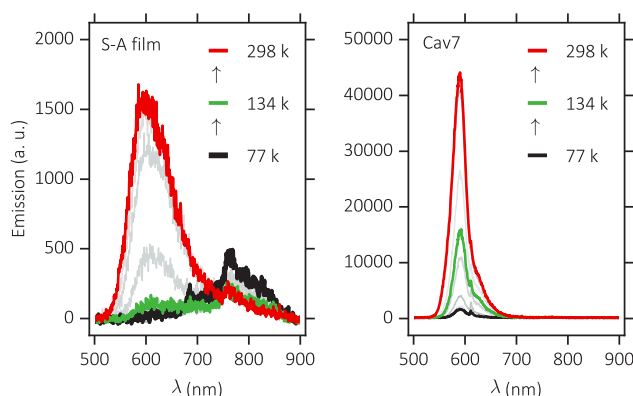 S-A film
298 k
↑
134 k
↑
77 k
2000
1500
1000
500
0
Emission (a. u.)
500 600 700 800 900
λ (nm)
Cav7
298 k
↑
134 k
↑
77 k
50000
40000
30000
20000
10000
0
500 600 700 800 900
λ (nm)